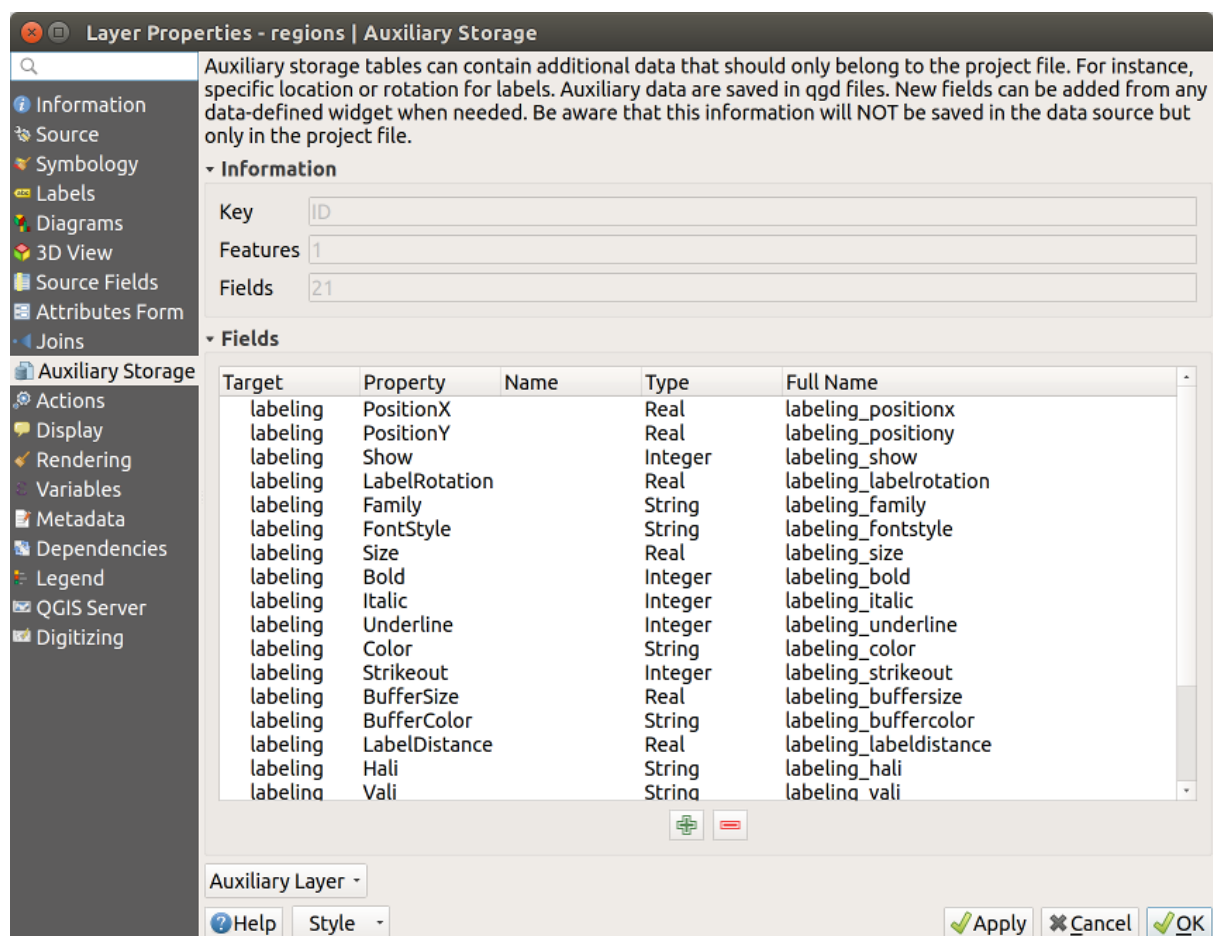 Layer Properties - regions | Auxiliary Storage
Information
Source
Symbology
Labels
Diagrams
3D View
Source Fields
Attributes Form
Joins
Auxiliary Storage
Actions
Display
Rendering
Variables
Metadata
Dependencies
Legend
QGIS Server
Digitizing
Auxiliary storage tables can contain additional data that should only belong to the project file. For instance,
specific location or rotation for labels. Auxiliary data are saved in qgd files. New fields can be added from any
data-defined widget when needed. Be aware that this information will NOT be saved in the data source but
only in the project file.
Information
Key ID
Features 1
Fields 21
Fields
Target Property Name Type Full Name
labeling PositionX Real labeling_positionx
labeling PositionY Real labeling_positiony
labeling Show Integer labeling_show
labeling LabelRotation Real labeling_labelrotation
labeling Family String labeling_family
labeling FontStyle String labeling_fontstyle
labeling Size Real labeling_size
labeling Bold Integer labeling_bold
labeling Italic Integer labeling_italic
labeling Underline Integer labeling_underline
labeling Color String labeling_color
labeling Strikeout Integer labeling_strikeout
labeling BufferSize Real labeling_buffersize
labeling BufferColor String labeling_buffercolor
labeling LabelDistance Real labeling_labeldistance
labeling Hali String labeling_hali
labeling Vali String labeling_vali
Auxiliary Layer
Help Style Apply Cancel OK